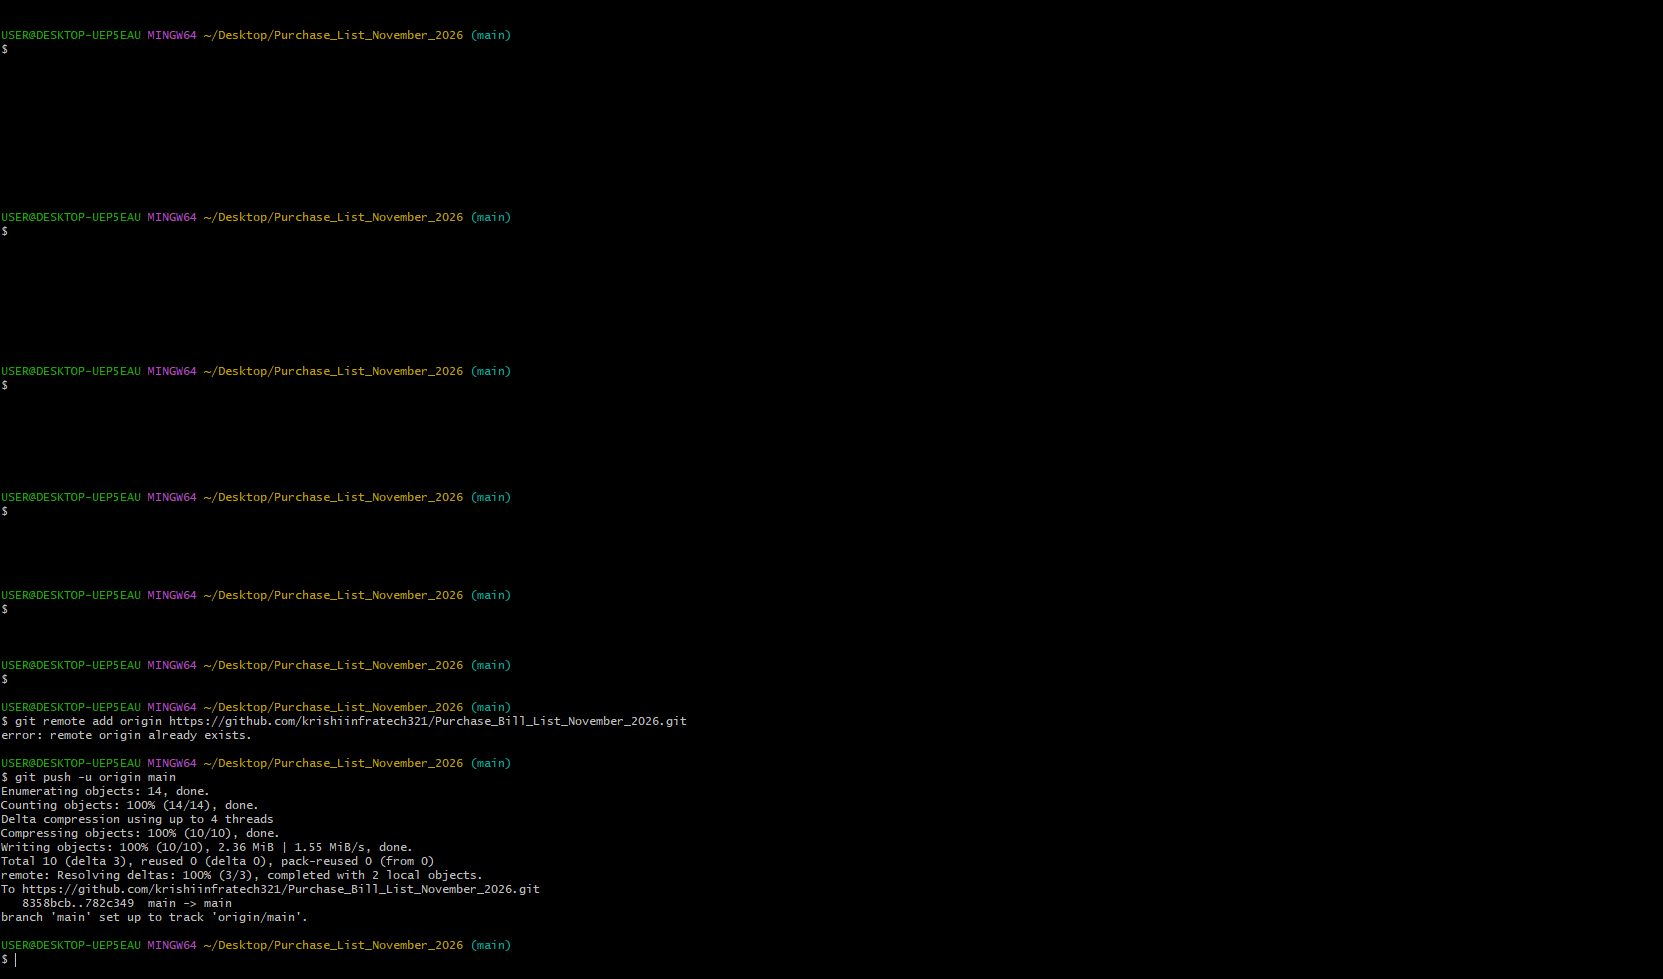 USER@DESKTOP-UEP5EAU MINGW64 ~/Desktop/Purchase_List_November_2026 (main)
$
USER@DESKTOP-UEP5EAU MINGW64 ~/Desktop/Purchase_List_November_2026 (main)
$
USER@DESKTOP-UEP5EAU MINGW64 ~/Desktop/Purchase_List_November_2026 (main)
$
USER@DESKTOP-UEP5EAU MINGW64 ~/Desktop/Purchase_List_November_2026 (main)
$
USER@DESKTOP-UEP5EAU MINGW64 ~/Desktop/Purchase_List_November_2026 (main)
$
USER@DESKTOP-UEP5EAU MINGW64 ~/Desktop/Purchase_List_November_2026 (main)
$
USER@DESKTOP-UEP5EAU MINGW64 ~/Desktop/Purchase_List_November_2026 (main)
$ git remote add origin https://github.com/krishiinfratech321/Purchase_Bill_List_November_2026.git
error: remote origin already exists.
USER@DESKTOP-UEP5EAU MINGW64 ~/Desktop/Purchase_List_November_2026 (main)
$ git push -u origin main
Enumerating objects: 14, done.
Counting objects: 100% (14/14), done.
Delta compression using up to 4 threads
Compressing objects: 100% (10/10), done.
Writing objects: 100% (10/10), 2.36 MiB | 1.55 MiB/s, done.
Total 10 (delta 3), reused 0 (delta 0), pack-reused 0 (from 0)
remote: Resolving deltas: 100% (3/3), completed with 2 local objects.
To https://github.com/krishiinfratech321/Purchase_Bill_List_November_2026.git
   8358bcb..782c349  main -> main
branch 'main' set up to track 'origin/main'.
USER@DESKTOP-UEP5EAU MINGW64 ~/Desktop/Purchase_List_November_2026 (main)
$